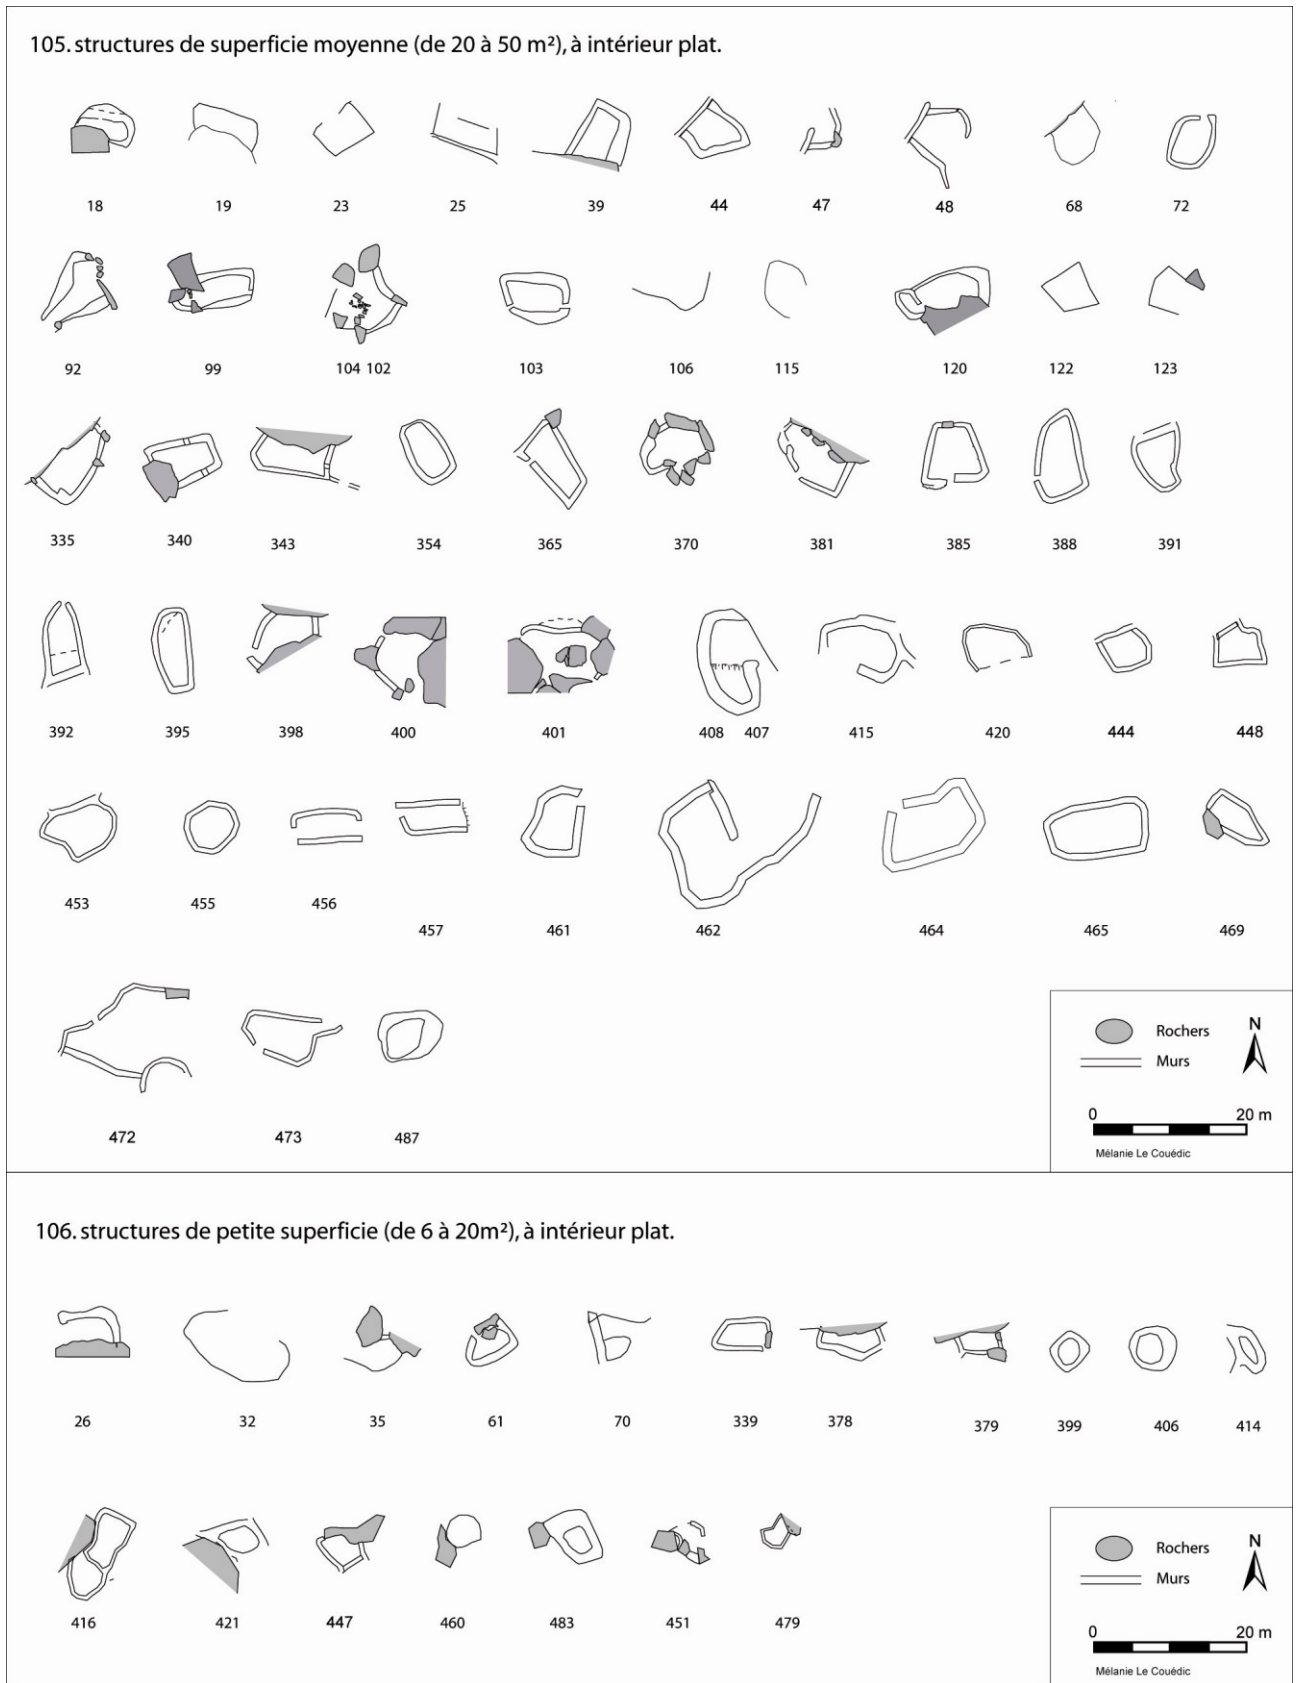 105. structures de superficie moyenne (de 20 à 50 m²), à intérieur plat.
18 19 23 25 39 44 47 48 68 72
92 99 104 102 103 106 115 120 122 123
335 340 343 354 365 370 381 385 388 391
392 395 398 400 401 408 407 415 420 444 448
453 455 456 457 461 462 464 465 469
472 473 487
Rochers
N
Murs
0 20 m
Mélanie Le Couédic
106. structures de petite superficie (de 6 à 20m²), à intérieur plat.
26 32 35 61 70 339 378 379 399 406 414
416 421 447 460 483 451 479
Rochers
N
Murs
0 20 m
Mélanie Le Couédic